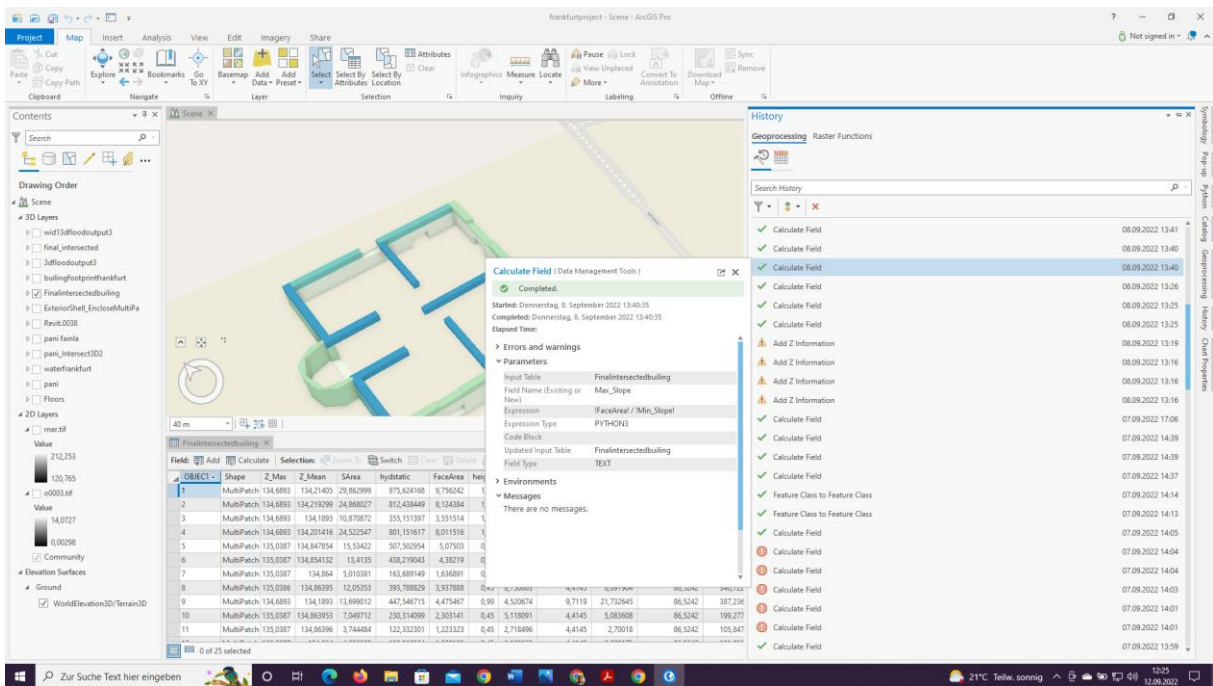 frankfurtproject - Scene - ArcGIS Pro
? Not signed in
Project Map Insert Analysis View Edit Imagery Share
Cut Copy Copy Path Paste
Explore Bookmarks Go To XY
Basemap Add Data Add Preset
Select Select By Attributes Select By Location Attributes Clear
Infographics Measure Locate
Pause Lock View Unplaced More Convert To Annotation
Download Map Sync Remove
Clipboard Navigate Layer Selection Inquiry Labeling Offline
Contents
Search
Drawing Order
Scene
3D Layers
wid13dfloodoutput3
final_intersected
3dfloodoutput3
builingfootprintfrankfurt
Finalintersectedbuiling
ExteriorShell_EncloseMultiPa
Revit.0038
pani fainla
pani_Intersect3D2
waterfrankfurt
pani
Floors
2D Layers
mer.tif
Value
212,253
120,765
o0003.tif
Value
14,0727
0,00298
Community
Elevation Surfaces
Ground
WorldElevation3D/Terrain3D
Scene
40 m
Finalintersectedbuiling
Field: Add Calculate Selection: Zoom To Switch Clear Delete
OBJECT Shape Z_Max Z_Mean SArea hydstatic FaceArea
1 MultiPatch 134,6893 134,21405 29,862999 975,624168 9,756242
2 MultiPatch 134,6893 134,219299 24,868027 812,438449 8,124384
3 MultiPatch 134,6893 134,1893 10,870872 355,151397 3,551514
4 MultiPatch 134,6893 134,201416 24,522547 801,151617 8,011516
5 MultiPatch 135,0387 134,847854 15,53422 507,502954 5,07503
6 MultiPatch 135,0387 134,854132 13,4135 438,219043 4,38219
7 MultiPatch 135,0387 134,864 5,010381 163,689149 1,636891
8 MultiPatch 135,0386 134,86395 12,05353 393,788829 3,937888
9 MultiPatch 134,6893 134,1893 13,699012 447,546715 4,475467 0,99 4,520674 9,7119 21,732645 86,5242 387,236
10 MultiPatch 135,0387 134,863953 7,049712 230,314099 2,303141 0,45 5,118091 4,4145 5,083608 86,5242 199,277
11 MultiPatch 135,0387 134,86396 3,744484 122,332301 1,223323 0,45 2,718496 4,4145 2,70018 86,5242 105,847
0 of 25 selected
Calculate Field ( Data Management Tools )
Completed.
Started: Donnerstag, 8. September 2022 13:40:35
Completed: Donnerstag, 8. September 2022 13:40:35
Elapsed Time:
Errors and warnings
Parameters
Input Table Finalintersectedbuiling
Field Name (Existing or New) Max_Slope
Expression !FaceArea! / !Min_Slope!
Expression Type PYTHON3
Code Block
Updated Input Table Finalintersectedbuiling
Field Type TEXT
Environments
Messages
There are no messages.
History
Geoprocessing Raster Functions
Search History
Calculate Field 08.09.2022 13:41
Calculate Field 08.09.2022 13:40
Calculate Field 08.09.2022 13:40
Calculate Field 08.09.2022 13:26
Calculate Field 08.09.2022 13:25
Calculate Field 08.09.2022 13:25
Add Z Information 08.09.2022 13:19
Add Z Information 08.09.2022 13:16
Add Z Information 08.09.2022 13:16
Add Z Information 08.09.2022 13:16
Calculate Field 07.09.2022 17:06
Calculate Field 07.09.2022 14:39
Calculate Field 07.09.2022 14:39
Calculate Field 07.09.2022 14:37
Feature Class to Feature Class 07.09.2022 14:14
Feature Class to Feature Class 07.09.2022 14:13
Calculate Field 07.09.2022 14:05
Calculate Field 07.09.2022 14:04
Calculate Field 07.09.2022 14:04
Calculate Field 07.09.2022 14:03
Calculate Field 07.09.2022 14:01
Calculate Field 07.09.2022 14:01
Calculate Field 07.09.2022 13:59
Symbology
Pop-up
Python
Catalog
Geoprocessing
History
Chart Properties
Zur Suche Text hier eingeben
21°C Teilw. sonnig
12:25
12.09.2022